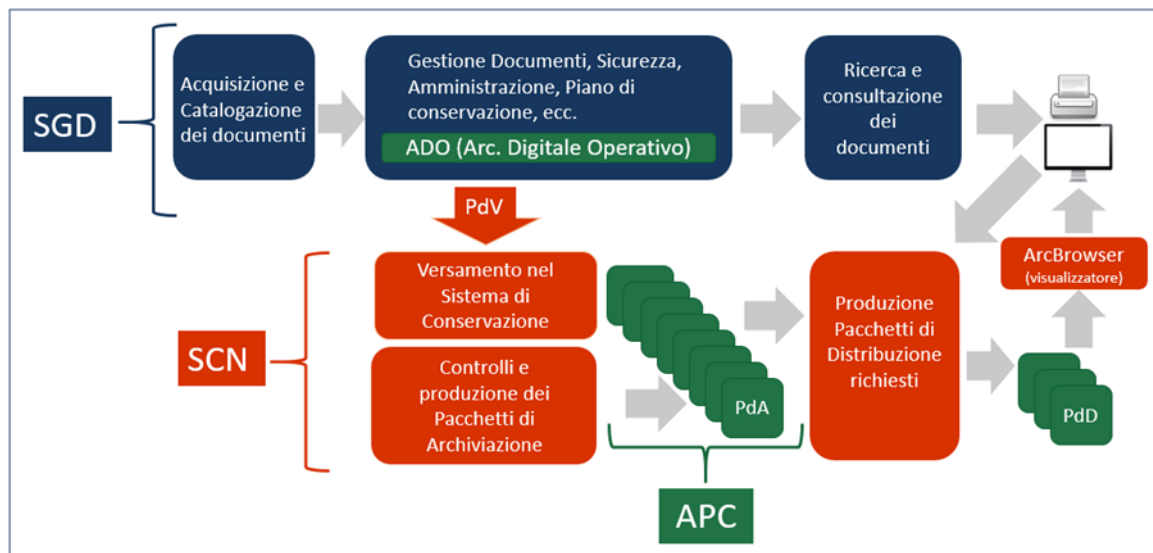 SGD
Acquisizione e
Catalogazione
dei documenti
Gestione Documenti, Sicurezza,
Amministrazione, Piano di
conservazione, ecc.
ADO (Arc. Digitale Operativo)
Ricerca e
consultazione
dei
documenti
PdV
SCN
Versamento nel
Sistema di
Conservazione
Controlli e
produzione dei
Pacchetti di
Archiviazione
PdA
APC
Produzione
Pacchetti di
Distribuzione
richiesti
ArcBrowser
(visualizzatore)
PdD